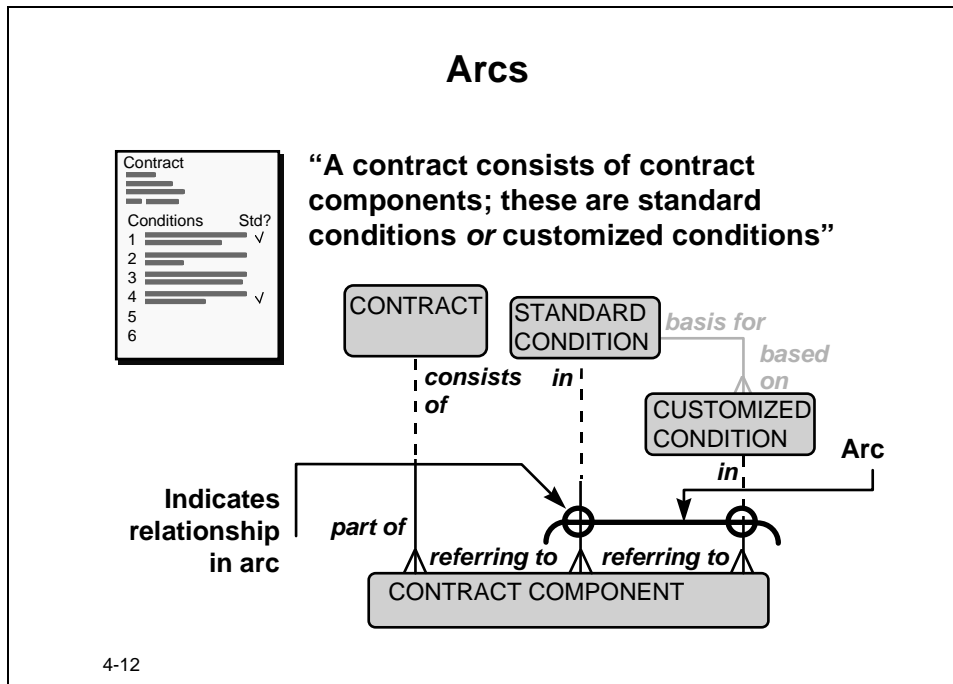 Arcs
Contract
Conditions Std?
1 √
2
3
4 √
5
6
“A contract consists of contract
components; these are standard
conditions or customized conditions”
CONTRACT
STANDARD
CONDITION
basis for
based
on
consists
of
in
CUSTOMIZED
CONDITION
in
Arc
Indicates
relationship
in arc
part of
referring to
referring to
CONTRACT COMPONENT
4-12